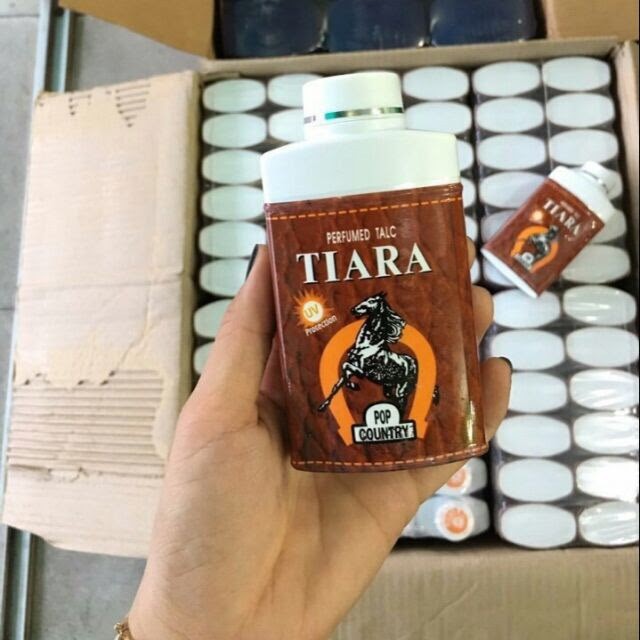 PERFUMED TALC
TIARA
UV
Protection
POP
COUNTRY
TIARA